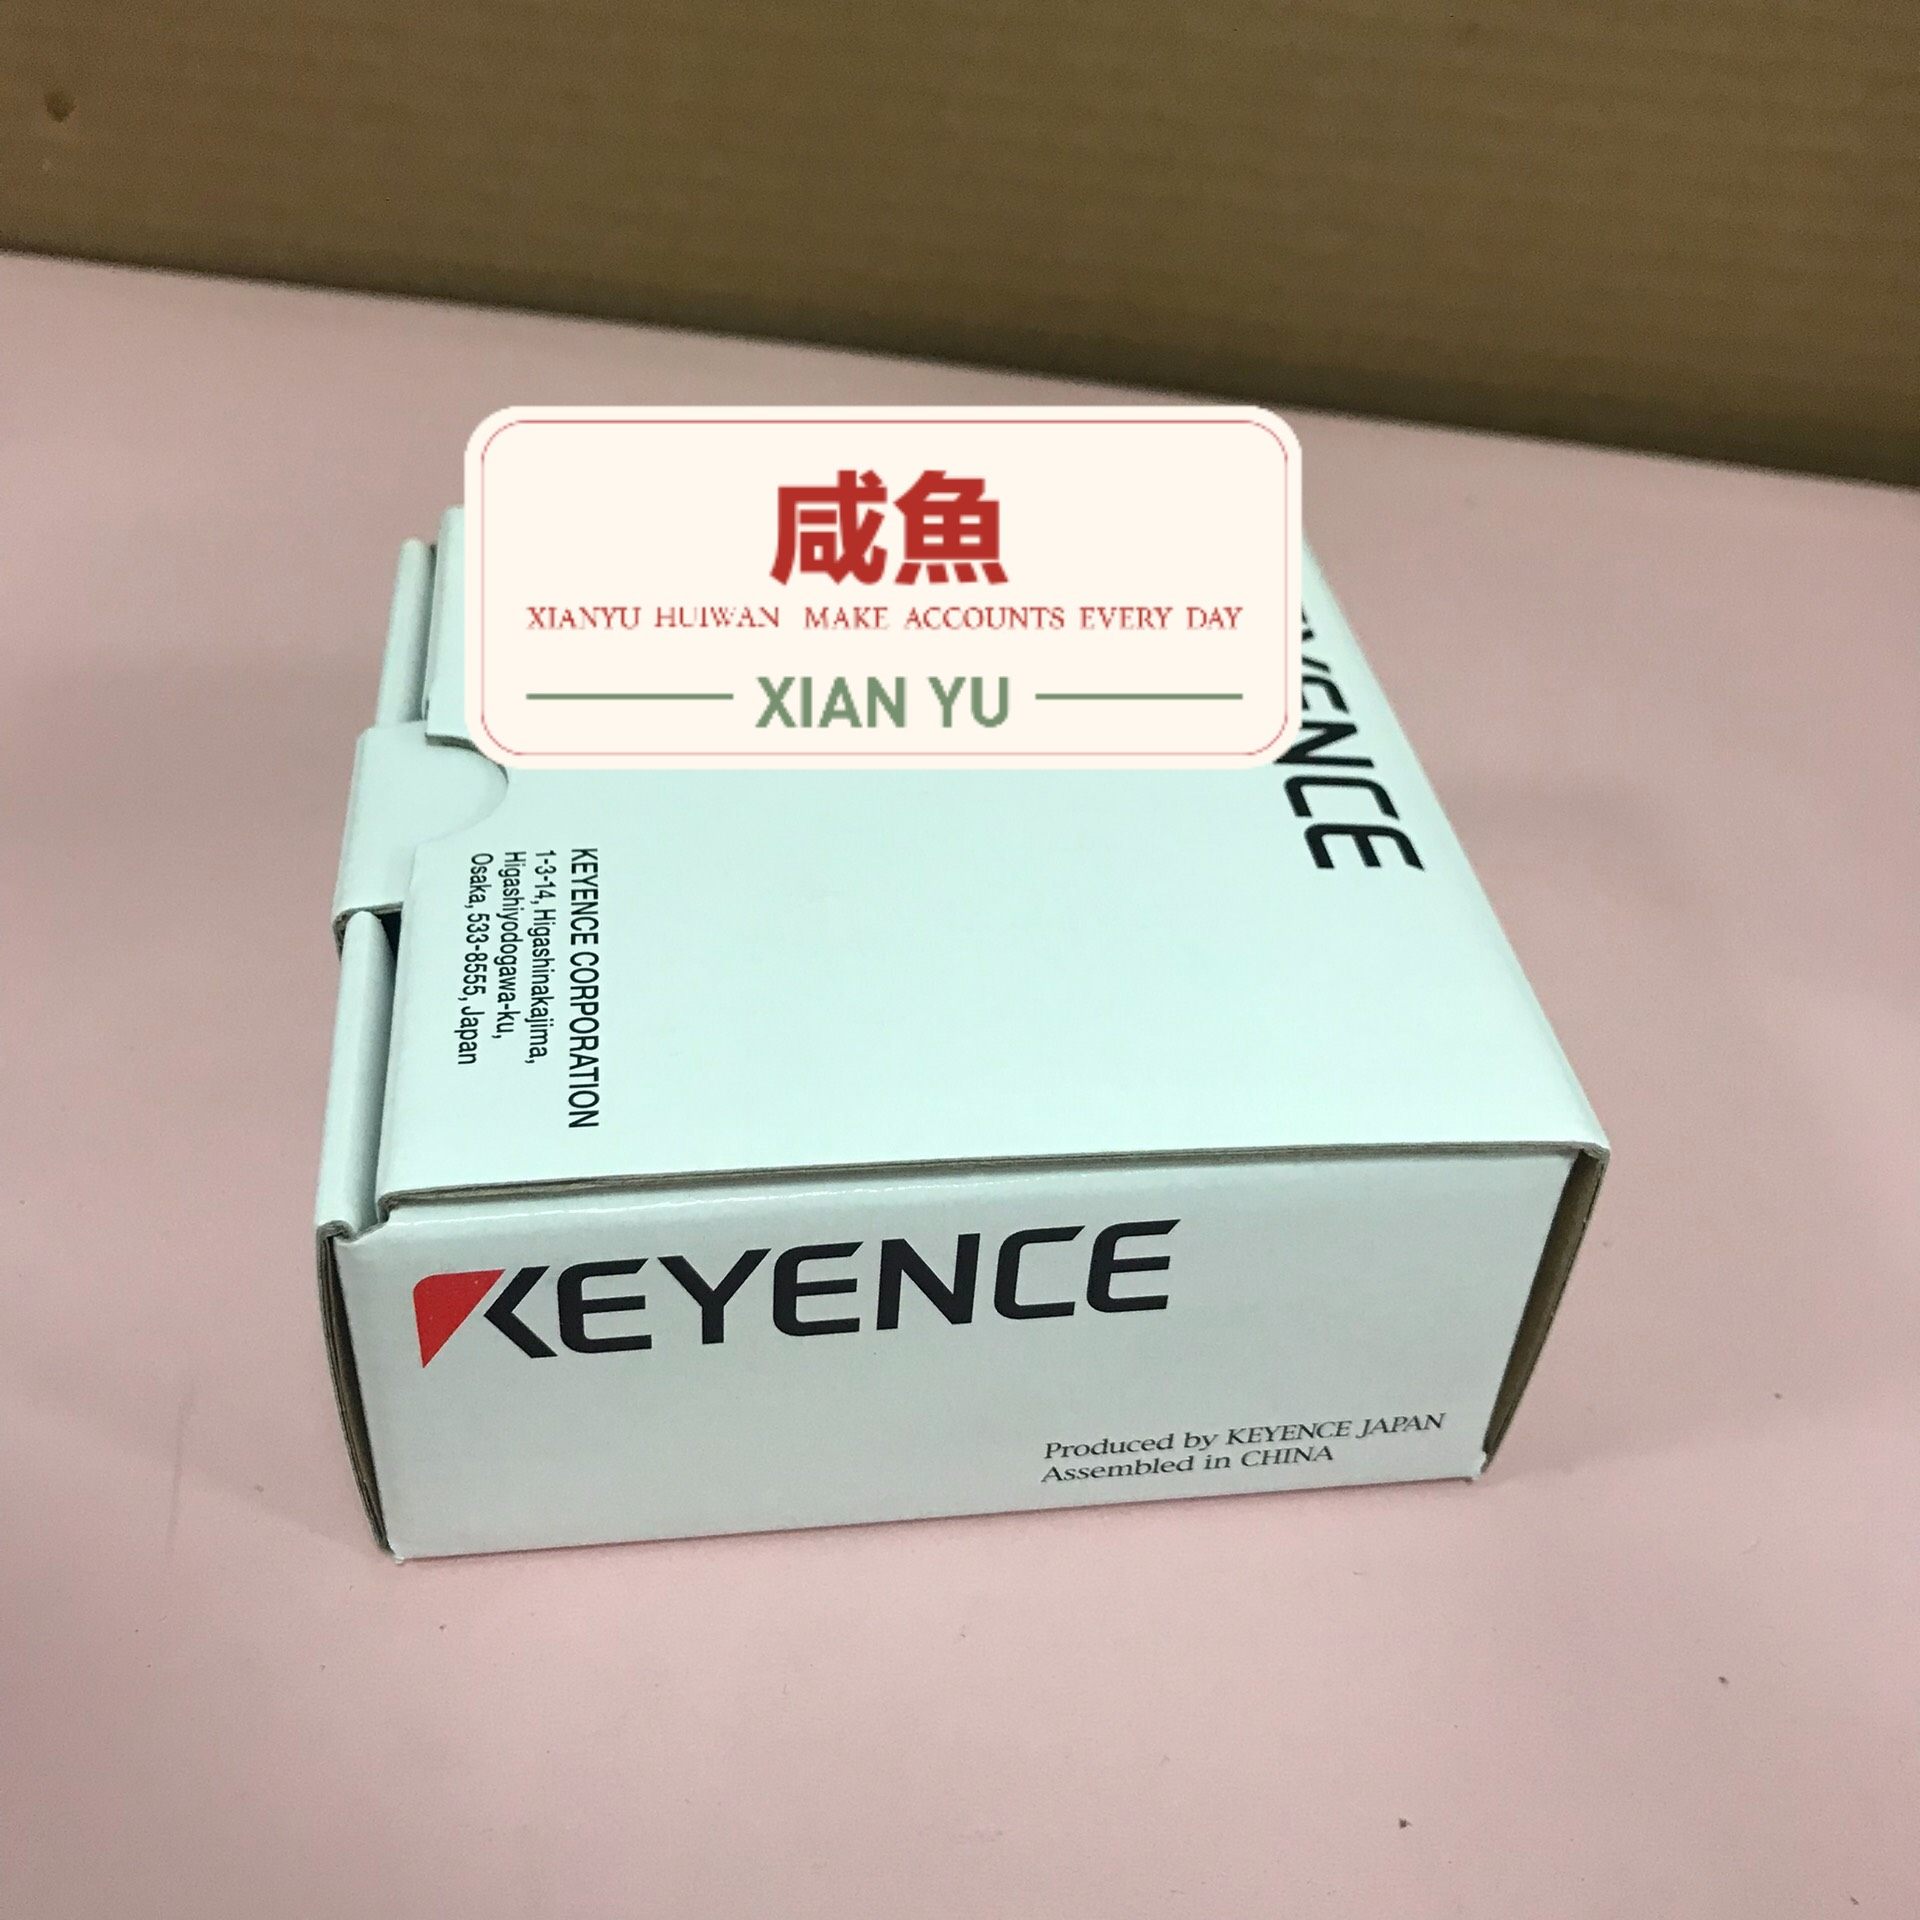 咸魚
XIANYU HUIWAN MAKE ACCOUNTS EVERY DAY
XIAN YU
YENCE
KEYENCE CORPORATION
1-3-14, Higashinakajima,
Higashiyodogawa-ku,
Osaka, 533-8555, Japan
KEYENCE
Produced by KEYENCE JAPAN
Assembled in CHINA